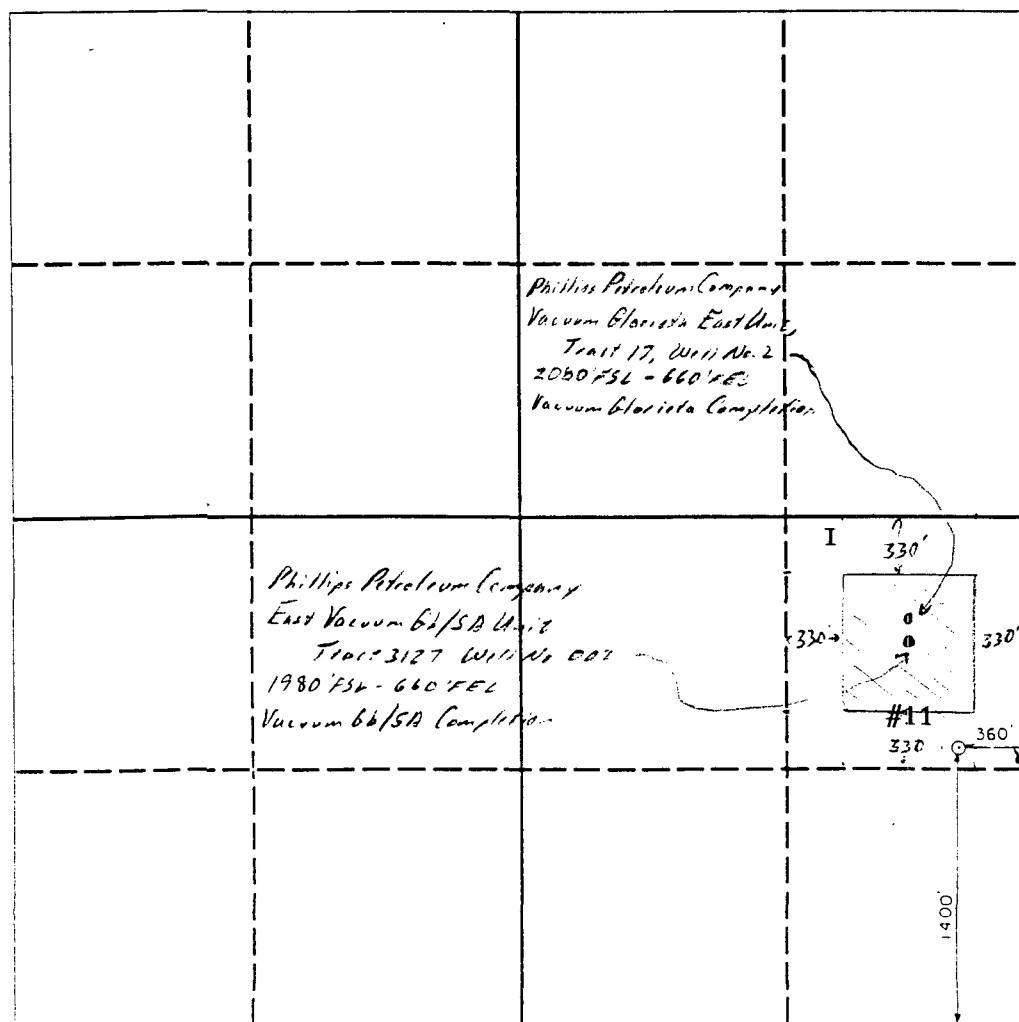 Phillips Petroleum Company
Vacuum Glorieta East Unit,
Tract 17, Well No. 2
2080' FSL - 660' FEL
Vacuum Glorieta Completion
I
330'
Phillips Petroleum Company
East Vacuum Gb/SA Unit
Tract 3127 Well No 002
1980' FSL - 660' FEL
Vacuum Gb/SA Completion
330'
330'
#11
330
360'
1400'